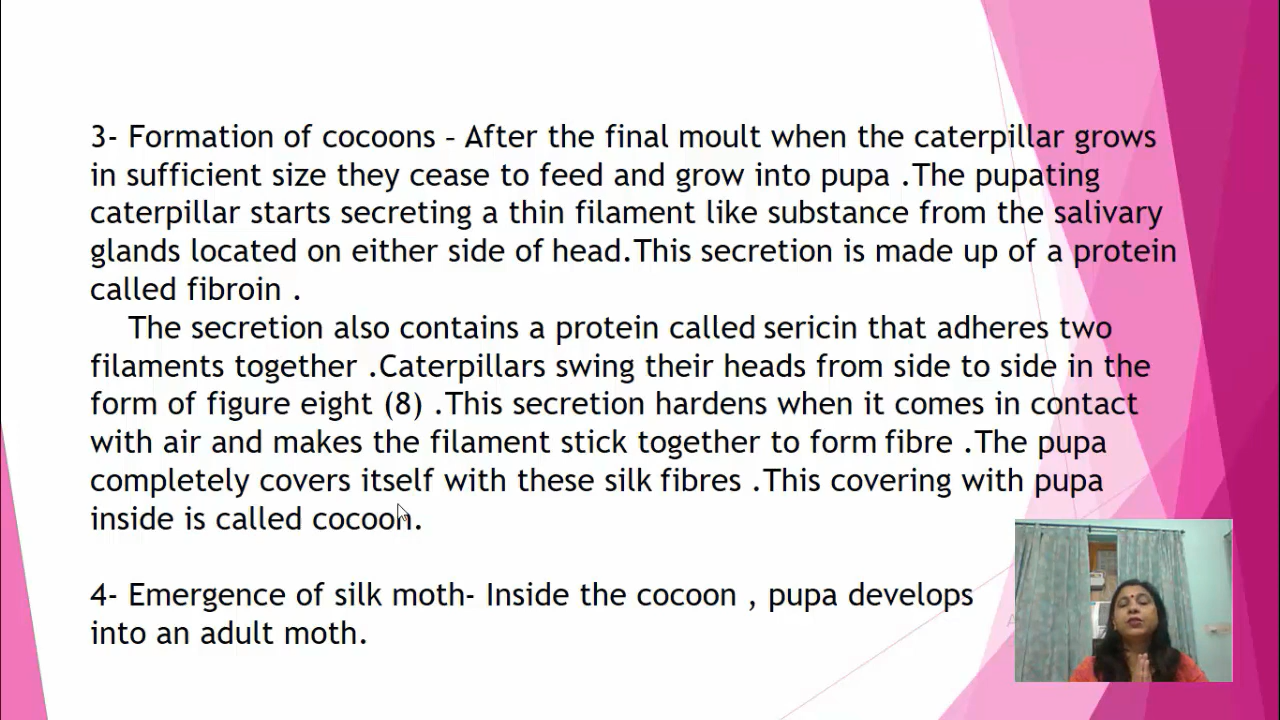 3- Formation of cocoons – After the final moult when the caterpillar grows
in sufficient size they cease to feed and grow into pupa .The pupating
caterpillar starts secreting a thin filament like substance from the salivary
glands located on either side of head.This secretion is made up of a protein
called fibroin .
The secretion also contains a protein called sericin that adheres two
filaments together .Caterpillars swing their heads from side to side in the
form of figure eight (8) .This secretion hardens when it comes in contact
with air and makes the filament stick together to form fibre .The pupa
completely covers itself with these silk fibres .This covering with pupa
inside is called cocoon.
4- Emergence of silk moth- Inside the cocoon , pupa develops
into an adult moth.